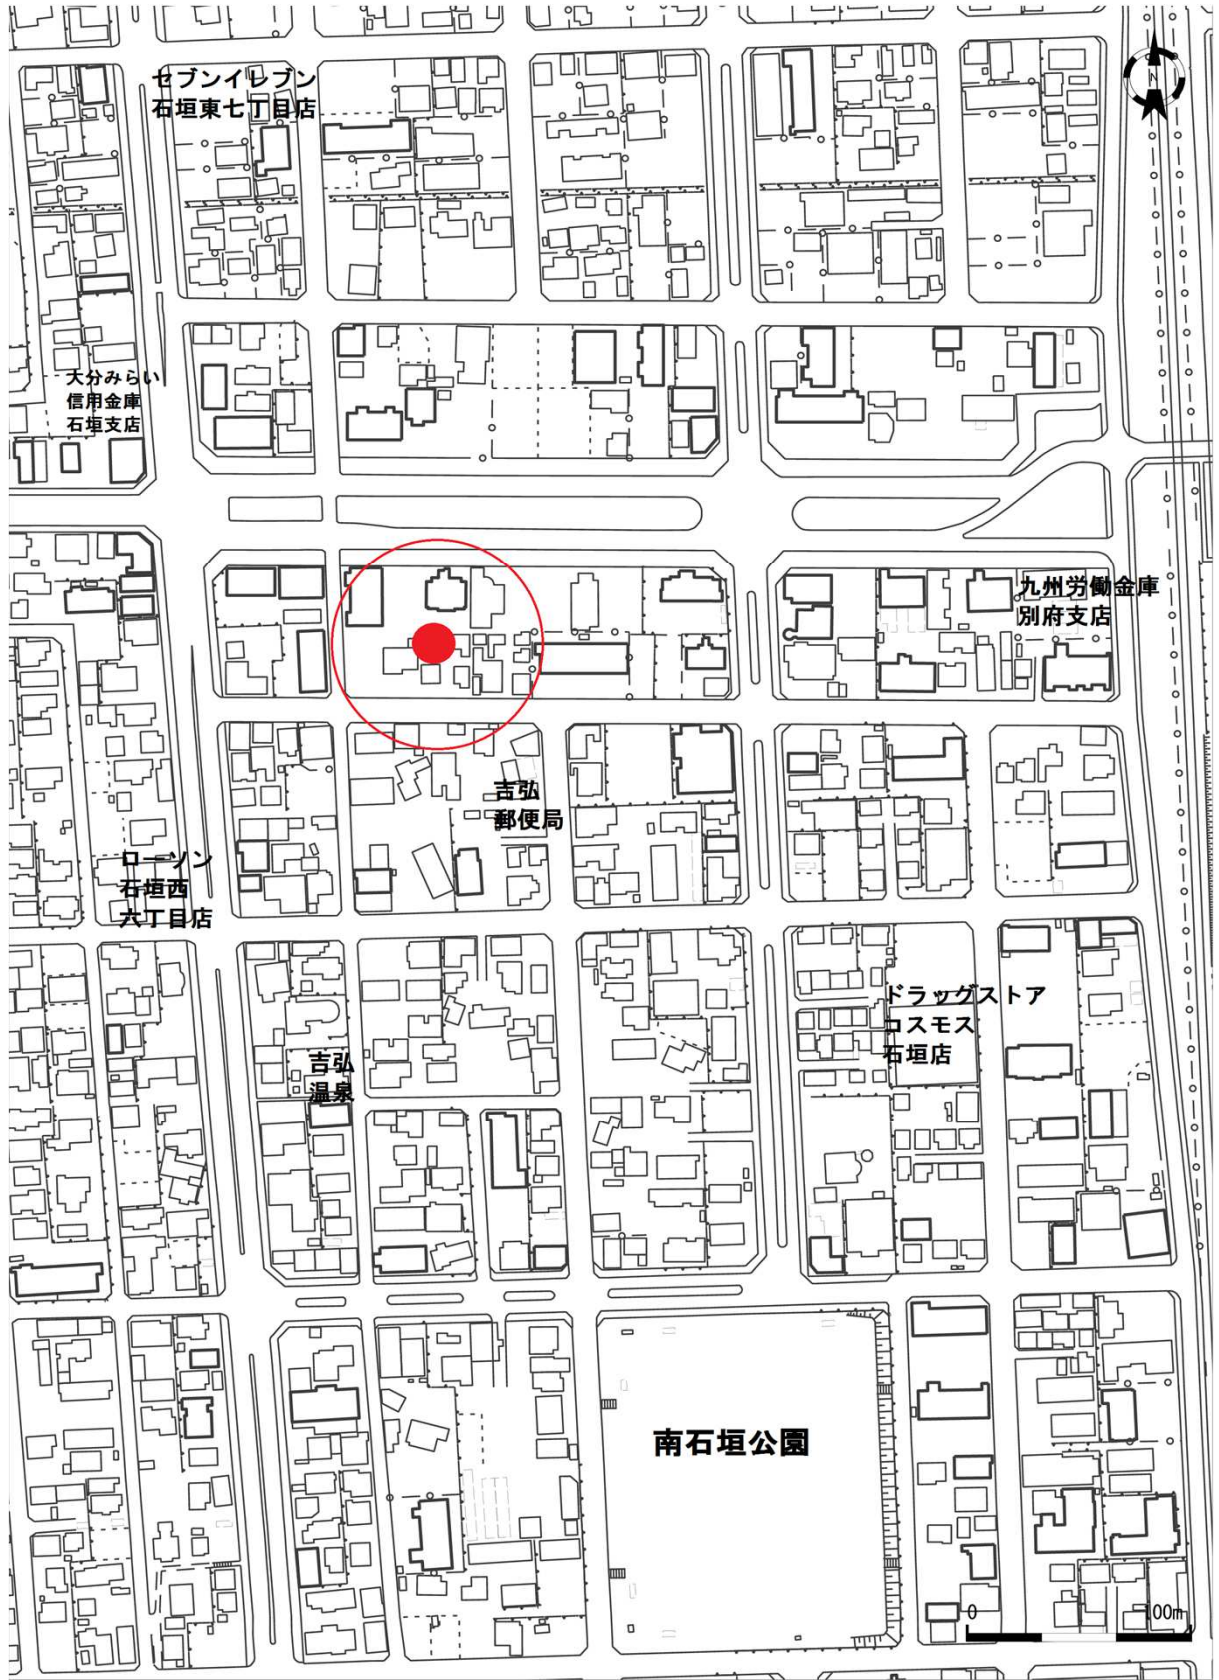 セブンイレブン
石垣東七丁目店
N
大分みらい
信用金庫
石垣支店
九州労働金庫
別府支店
吉弘
郵便局
ローソン
石垣西
六丁目店
ドラッグストア
コスモス
石垣店
吉弘
温泉
南石垣公園
0 100m